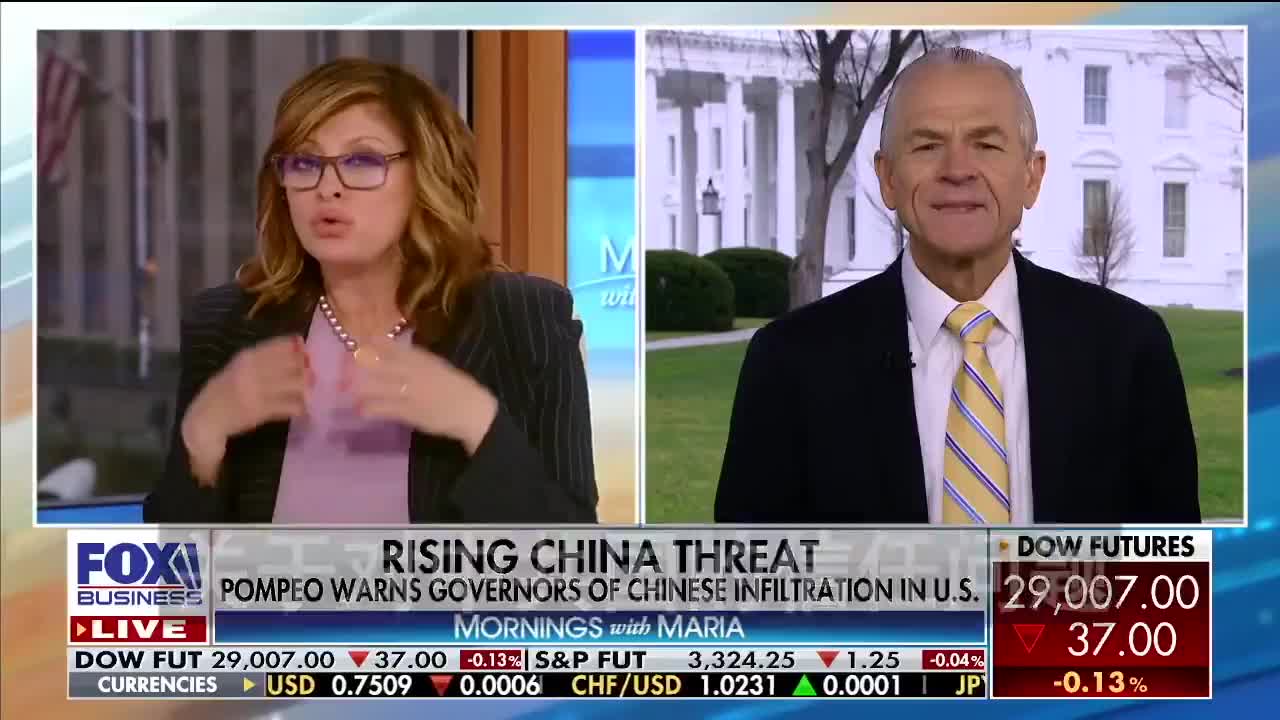 RISING CHINA THREAT
POMPEO WARNS GOVERNORS OF CHINESE INFILTRATION IN U.S.
FOX
BUSINESS
LIVE
MORNINGS with MARIA
DOW FUTURES
29,007.00
37.00
-0.13%
DOW FUT 29,007.00 37.00 -0.13% S&P FUT 3,324.25 1.25 -0.04%
CURRENCIES USD 0.7509 0.0006 CHF/USD 1.0231 0.0001 JP